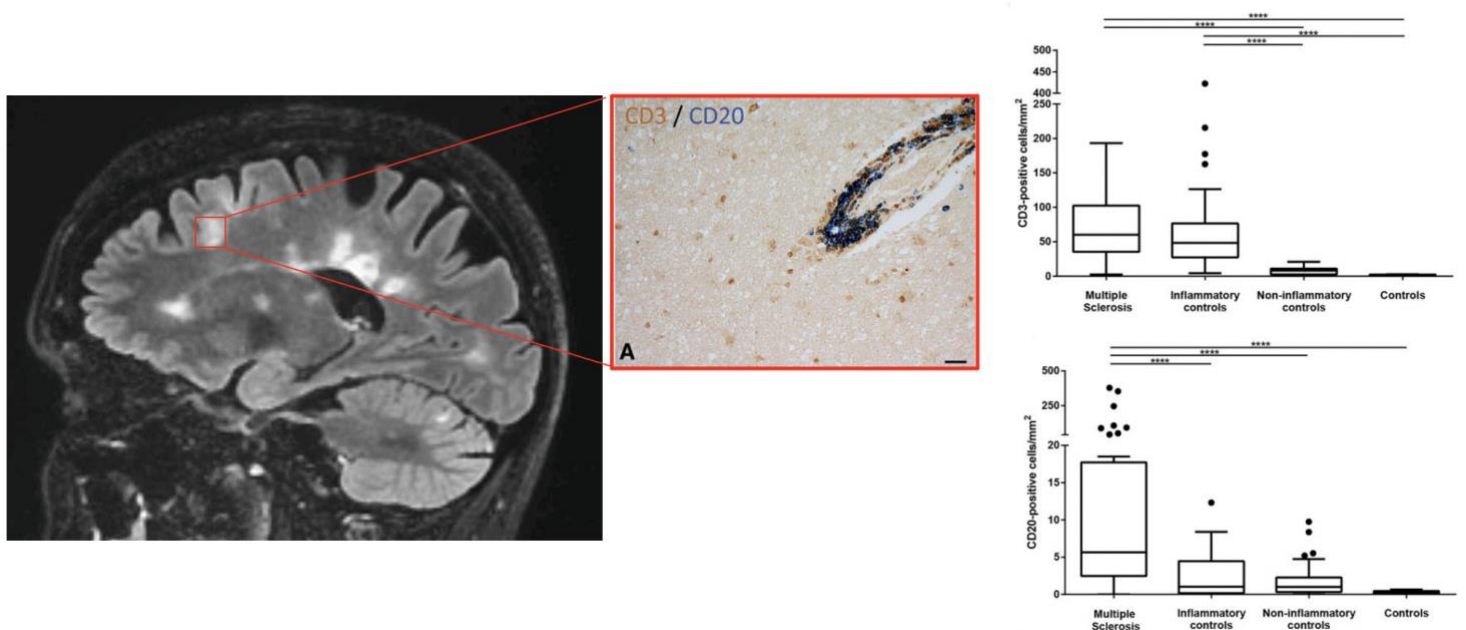 CD3 / CD20
A
****
****
****
****
CD3-positive cells/mm²
500
450
400
250
200
150
100
50
0
Multiple
Sclerosis
Inflammatory
controls
Non-inflammatory
controls
Controls
****
****
****
CD20-positive cells/mm²
500
250
20
15
10
5
0
Multiple
Sclerosis
Inflammatory
controls
Non-inflammatory
controls
Controls